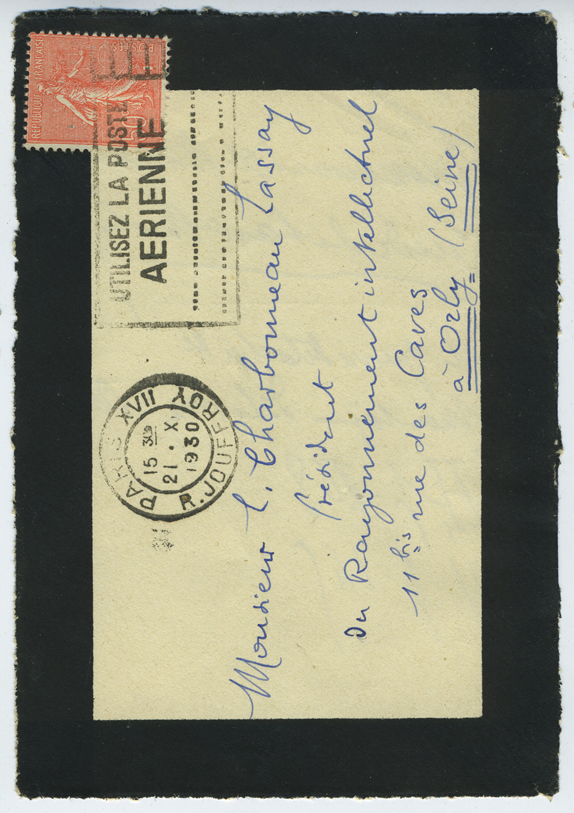 REPUBLIQUE FRANÇAISE
POSTES
UTILISEZ LA POSTE
AERIENNE
PARIS XVII
15 30
21 · X
1930
R. JOUFFROY
Monsieur L. Charbonneau Lassay
Président
du Rayonnement intellectuel
11 bis rue des Caves
à Orly (Seine)